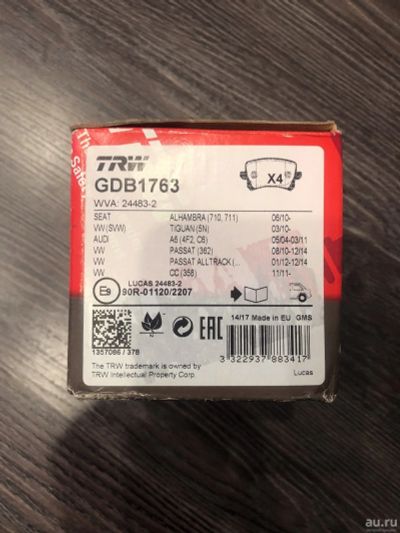 TRW
GDB1763
X4
WVA: 24483-2
SEAT ALHAMBRA (710, 711) 06/10-
VW (SVW) TIGUAN (5N) 03/10-
AUDI A6 (4F2, C6) 05/04-03/11
VW PASSAT (362) 08/10-12/14
VW PASSAT ALLTRACK (... 01/12-12/14
VW CC (358) 11/11-
LUCAS 24483-2
E9 90R-01120/2207
14/17 Made in EU GMS
EAC
1357086 / 378
3 322937 883417
The TRW trademark is owned by
TRW Intellectual Property Corp.
Lucas
au.ru